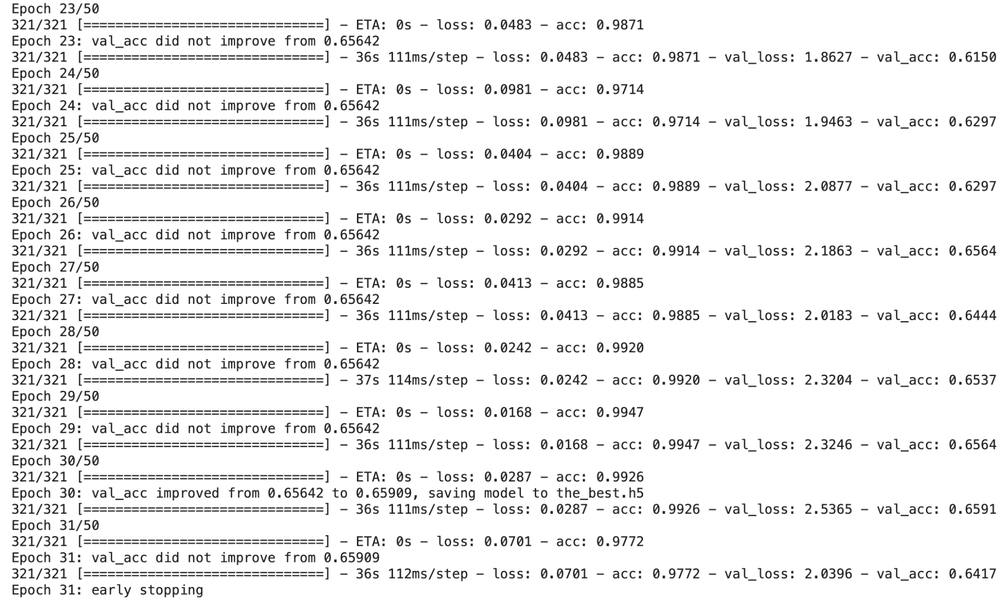 Epoch 23/50
321/321 [==============================] - ETA: 0s - loss: 0.0483 - acc: 0.9871
Epoch 23: val_acc did not improve from 0.65642
321/321 [==============================] - 36s 111ms/step - loss: 0.0483 - acc: 0.9871 - val_loss: 1.8627 - val_acc: 0.6150
Epoch 24/50
321/321 [==============================] - ETA: 0s - loss: 0.0981 - acc: 0.9714
Epoch 24: val_acc did not improve from 0.65642
321/321 [==============================] - 36s 111ms/step - loss: 0.0981 - acc: 0.9714 - val_loss: 1.9463 - val_acc: 0.6297
Epoch 25/50
321/321 [==============================] - ETA: 0s - loss: 0.0404 - acc: 0.9889
Epoch 25: val_acc did not improve from 0.65642
321/321 [==============================] - 36s 111ms/step - loss: 0.0404 - acc: 0.9889 - val_loss: 2.0877 - val_acc: 0.6297
Epoch 26/50
321/321 [==============================] - ETA: 0s - loss: 0.0292 - acc: 0.9914
Epoch 26: val_acc did not improve from 0.65642
321/321 [==============================] - 36s 111ms/step - loss: 0.0292 - acc: 0.9914 - val_loss: 2.1863 - val_acc: 0.6564
Epoch 27/50
321/321 [==============================] - ETA: 0s - loss: 0.0413 - acc: 0.9885
Epoch 27: val_acc did not improve from 0.65642
321/321 [==============================] - 36s 111ms/step - loss: 0.0413 - acc: 0.9885 - val_loss: 2.0183 - val_acc: 0.6444
Epoch 28/50
321/321 [==============================] - ETA: 0s - loss: 0.0242 - acc: 0.9920
Epoch 28: val_acc did not improve from 0.65642
321/321 [==============================] - 37s 114ms/step - loss: 0.0242 - acc: 0.9920 - val_loss: 2.3204 - val_acc: 0.6537
Epoch 29/50
321/321 [==============================] - ETA: 0s - loss: 0.0168 - acc: 0.9947
Epoch 29: val_acc did not improve from 0.65642
321/321 [==============================] - 36s 111ms/step - loss: 0.0168 - acc: 0.9947 - val_loss: 2.3246 - val_acc: 0.6564
Epoch 30/50
321/321 [==============================] - ETA: 0s - loss: 0.0287 - acc: 0.9926
Epoch 30: val_acc improved from 0.65642 to 0.65909, saving model to the_best.h5
321/321 [==============================] - 36s 111ms/step - loss: 0.0287 - acc: 0.9926 - val_loss: 2.5365 - val_acc: 0.6591
Epoch 31/50
321/321 [==============================] - ETA: 0s - loss: 0.0701 - acc: 0.9772
Epoch 31: val_acc did not improve from 0.65909
321/321 [==============================] - 36s 112ms/step - loss: 0.0701 - acc: 0.9772 - val_loss: 2.0396 - val_acc: 0.6417
Epoch 31: early stopping